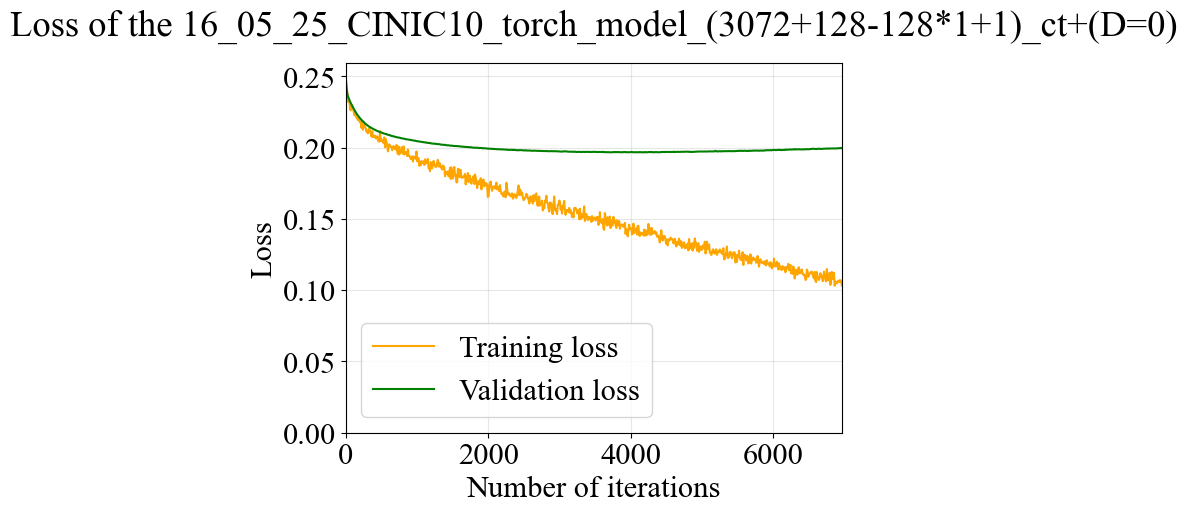 Loss of the 16_05_25_CINIC10_torch_model_(3072+128-128*1+1)_ct+(D=0)
0.25
0.20
0.15
0.10
0.05
0.00
Loss
Training loss
Validation loss
0 2000 4000 6000
Number of iterations